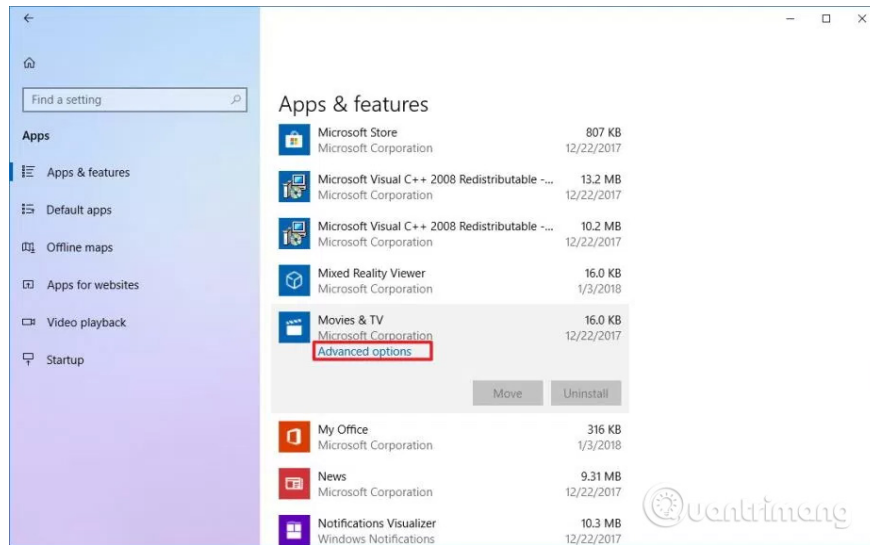 Find a setting
Apps
Apps & features
Default apps
Offline maps
Apps for websites
Video playback
Startup
Apps & features
Microsoft Store 807 KB
Microsoft Corporation 12/22/2017
Microsoft Visual C++ 2008 Redistributable -... 13.2 MB
Microsoft Corporation 12/22/2017
Microsoft Visual C++ 2008 Redistributable -... 10.2 MB
Microsoft Corporation 12/22/2017
Mixed Reality Viewer 16.0 KB
Microsoft Corporation 1/3/2018
Movies & TV 16.0 KB
Microsoft Corporation 12/22/2017
Advanced options
Move Uninstall
My Office 316 KB
Microsoft Corporation 1/3/2018
News 9.31 MB
Microsoft Corporation 12/22/2017
Notifications Visualizer 10.3 MB
Windows Notifications 12/22/2017
Quantrimang